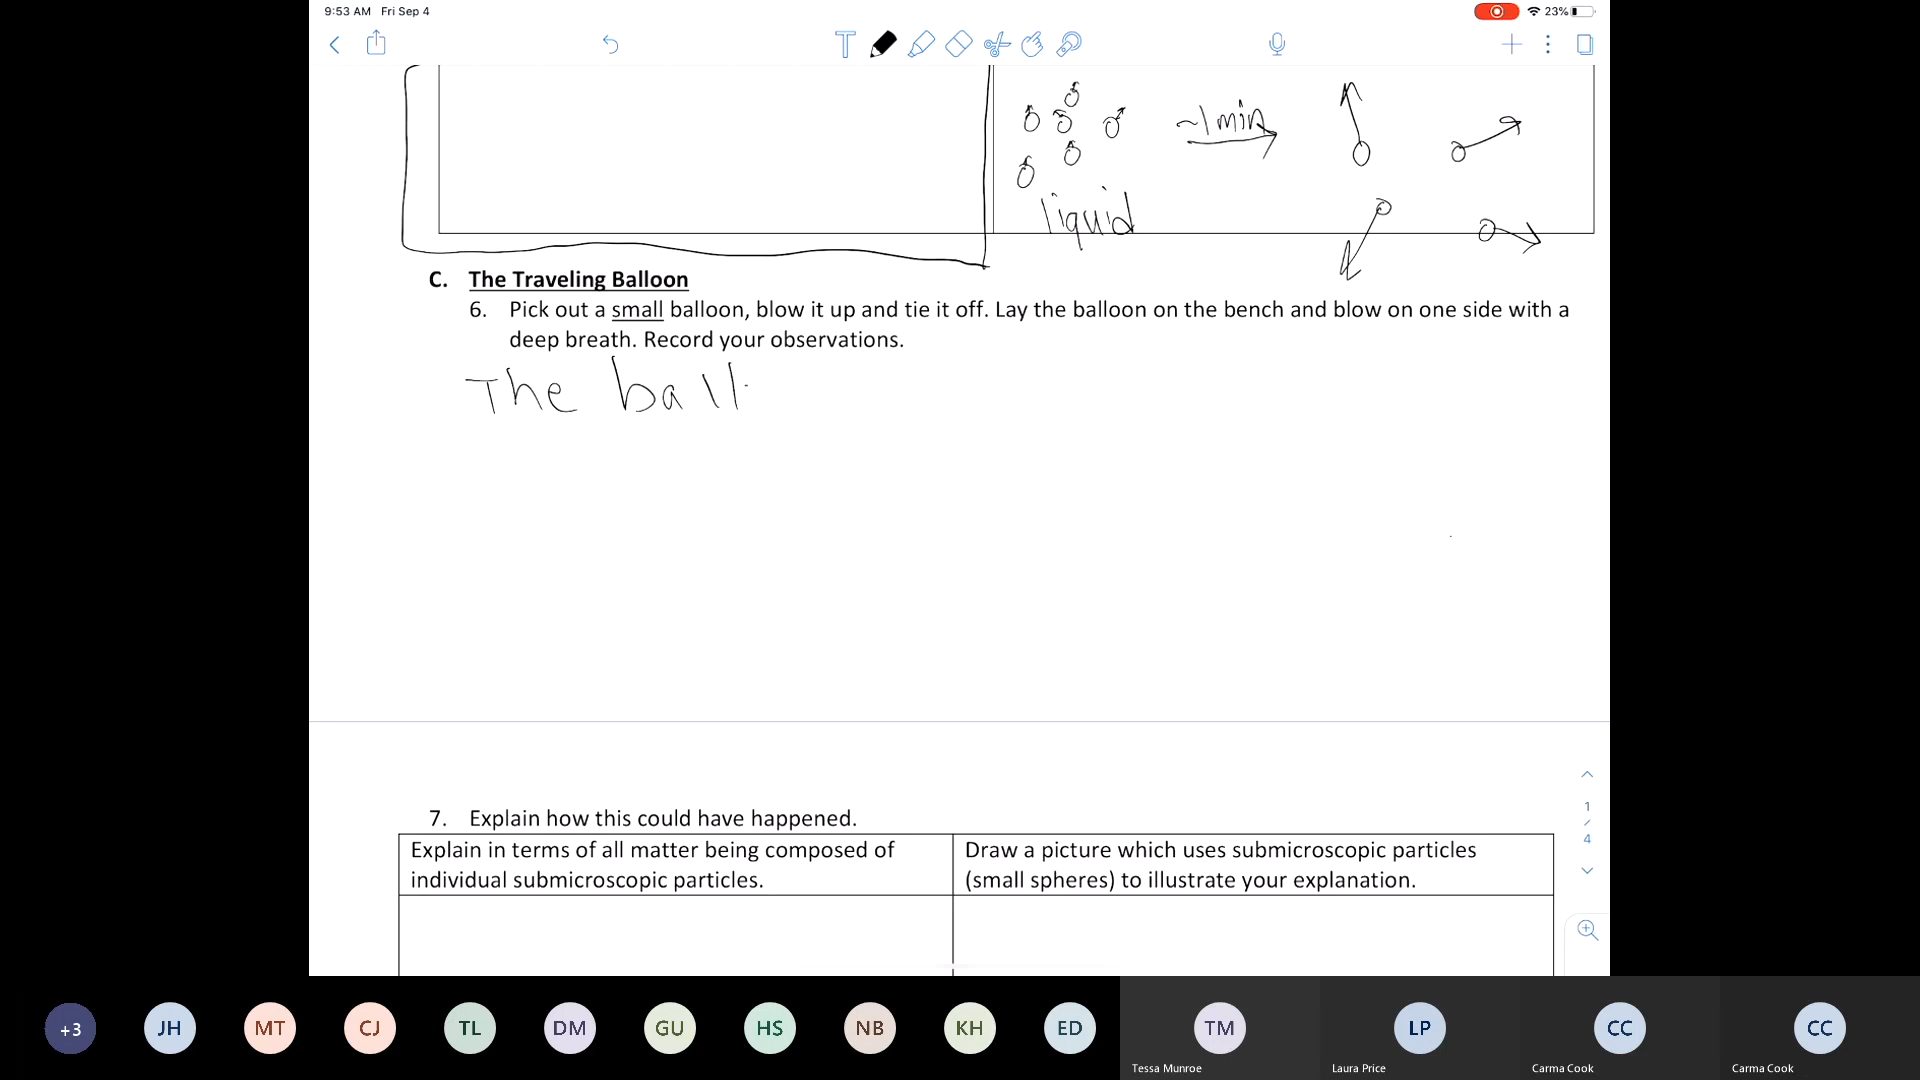 9:53 AM Fri Sep 4
23%
~1 min
liquid
C. The Traveling Balloon
6. Pick out a small balloon, blow it up and tie it off. Lay the balloon on the bench and blow on one side with a
deep breath. Record your observations.
The ball
1
/
4
7. Explain how this could have happened.
Explain in terms of all matter being composed of
individual submicroscopic particles.
Draw a picture which uses submicroscopic particles
(small spheres) to illustrate your explanation.
+3 JH MT CJ TL DM GU HS NB KH ED TM LP CC CC
Tessa Munroe Laura Price Carma Cook Carma Cook